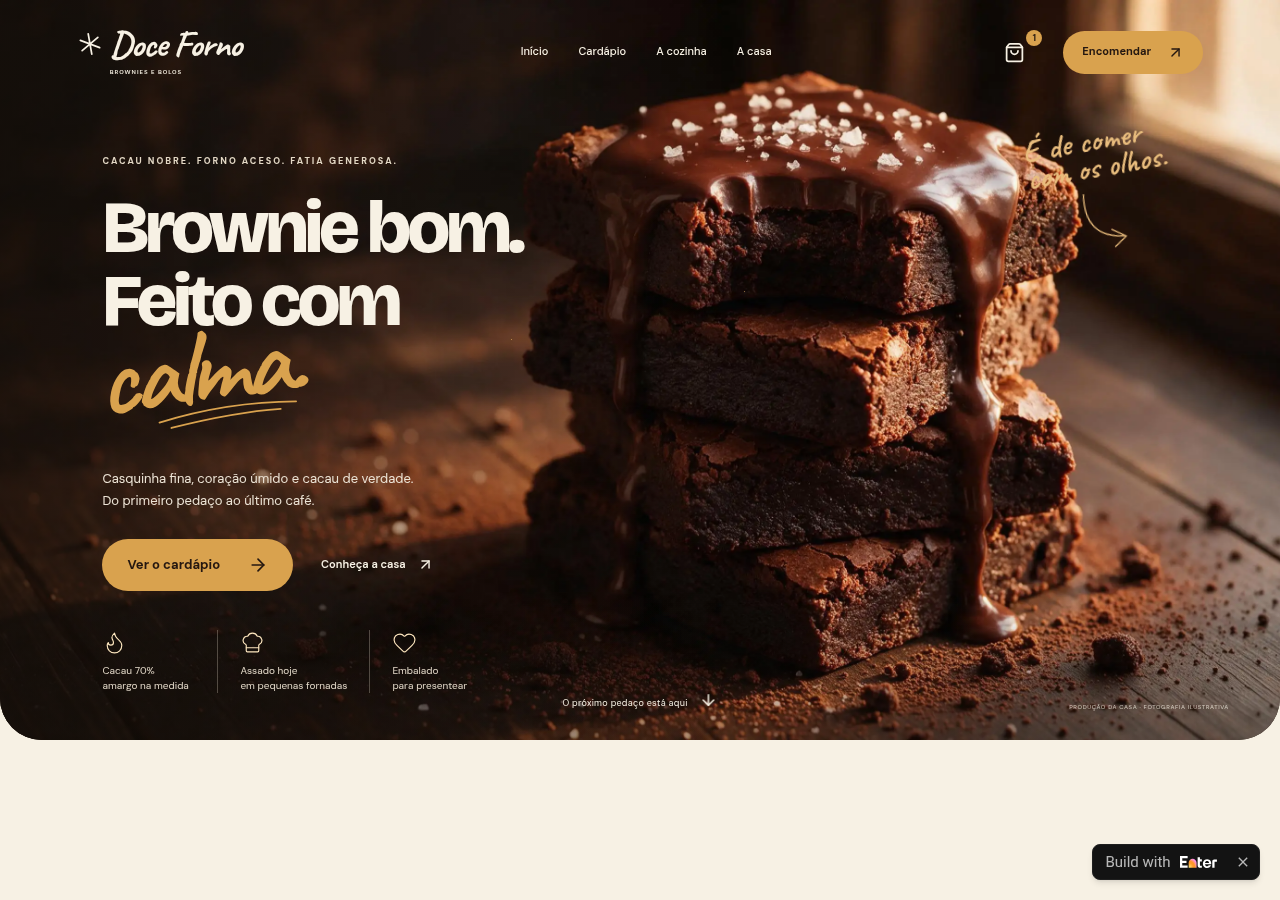 Doce Forno
BROWNIES E BOLOS
Início
Cardápio
A cozinha
A casa
1
Encomendar
É de comer
com os olhos.
CACAU NOBRE. FORNO ACESO. FATIA GENEROSA.
Brownie bom.
Feito com
calma
Casquinha fina, coração úmido e cacau de verdade.
Do primeiro pedaço ao último café.
Ver o cardápio
Conheça a casa
Cacau 70%
amargo na medida
Assado hoje
em pequenas fornadas
Embalado
para presentear
O próximo pedaço está aqui
PRODUÇÃO DA CASA · FOTOGRAFIA ILUSTRATIVA
Build with Enter